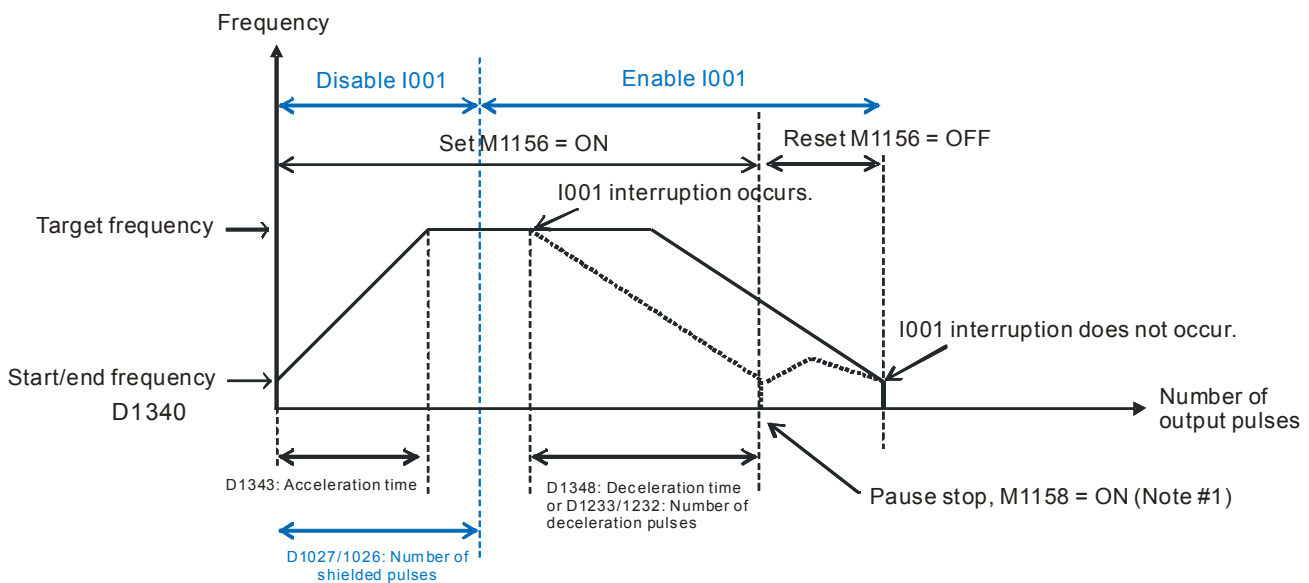 Frequency
Disable I001
Enable I001
Set M1156 = ON
Reset M1156 = OFF
I001 interruption occurs.
Target frequency
I001 interruption does not occur.
Start/end frequency
D1340
Number of
output pulses
D1343: Acceleration time
D1348: Deceleration time
or D1233/1232: Number of
deceleration pulses
Pause stop, M1158 = ON (Note #1)
D1027/1026: Number of
shielded pulses